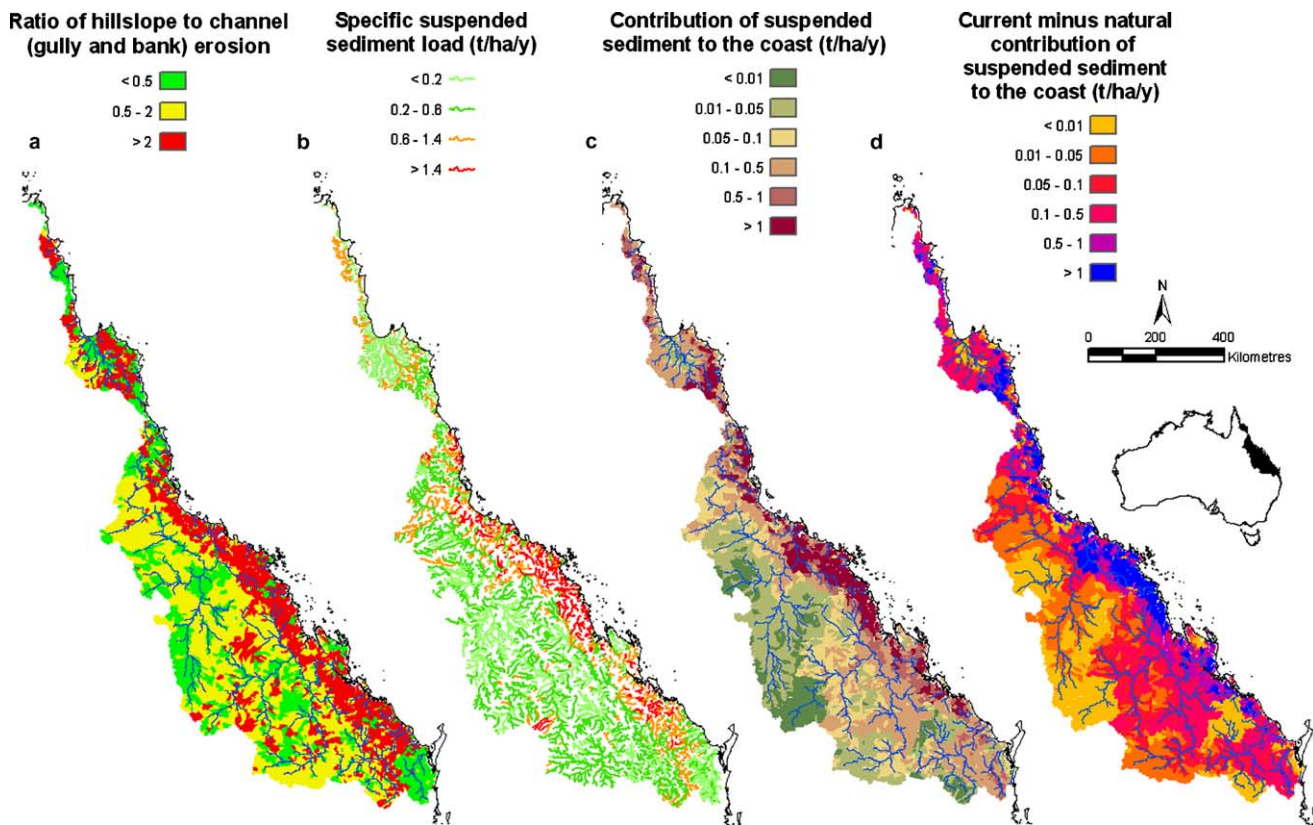 Ratio of hillslope to channel
(gully and bank) erosion
< 0.5
0.5 - 2
> 2
a
Specific suspended
sediment load (t/ha/y)
< 0.2
0.2 - 0.6
0.6 - 1.4
> 1.4
b
Contribution of suspended
sediment to the coast (t/ha/y)
< 0.01
0.01 - 0.05
0.05 - 0.1
0.1 - 0.5
0.5 - 1
> 1
c
Current minus natural
contribution of
suspended sediment
to the coast (t/ha/y)
< 0.01
0.01 - 0.05
0.05 - 0.1
0.1 - 0.5
0.5 - 1
> 1
d
N
0 200 400
Kilometres